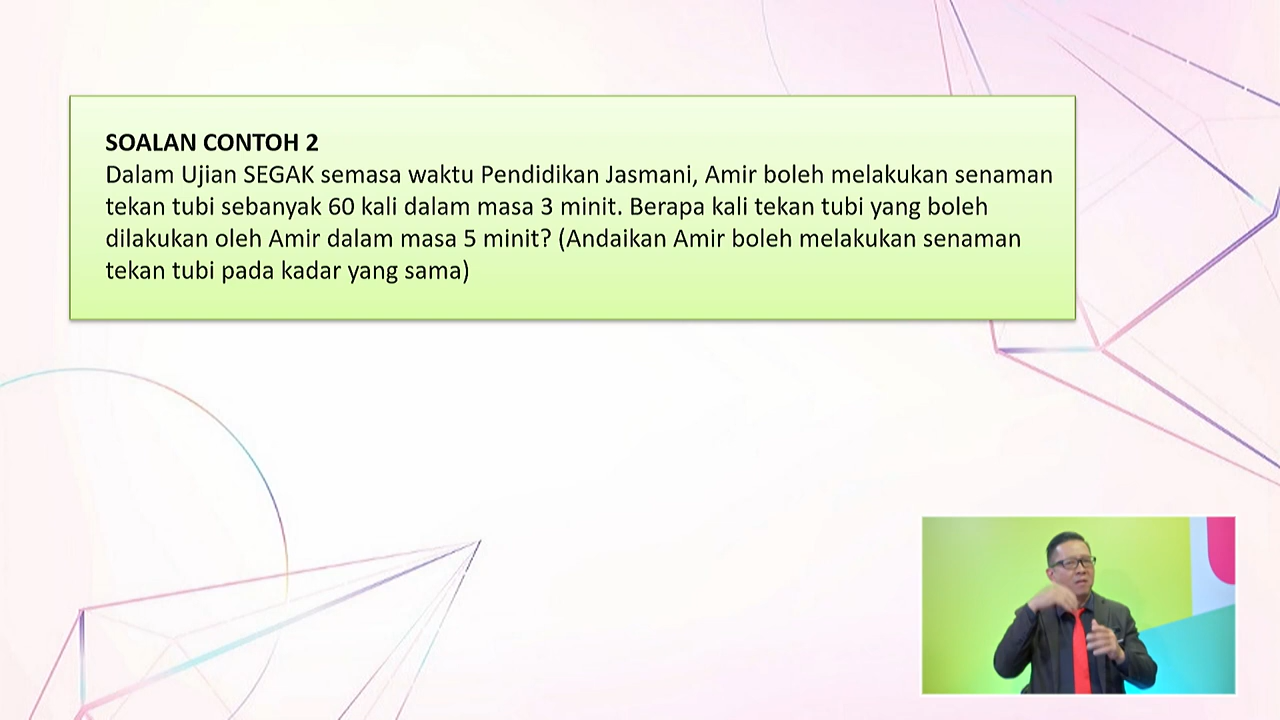 SOALAN CONTOH 2
Dalam Ujian SEGAK semasa waktu Pendidikan Jasmani, Amir boleh melakukan senaman
tekan tubi sebanyak 60 kali dalam masa 3 minit. Berapa kali tekan tubi yang boleh
dilakukan oleh Amir dalam masa 5 minit? (Andaikan Amir boleh melakukan senaman
tekan tubi pada kadar yang sama)